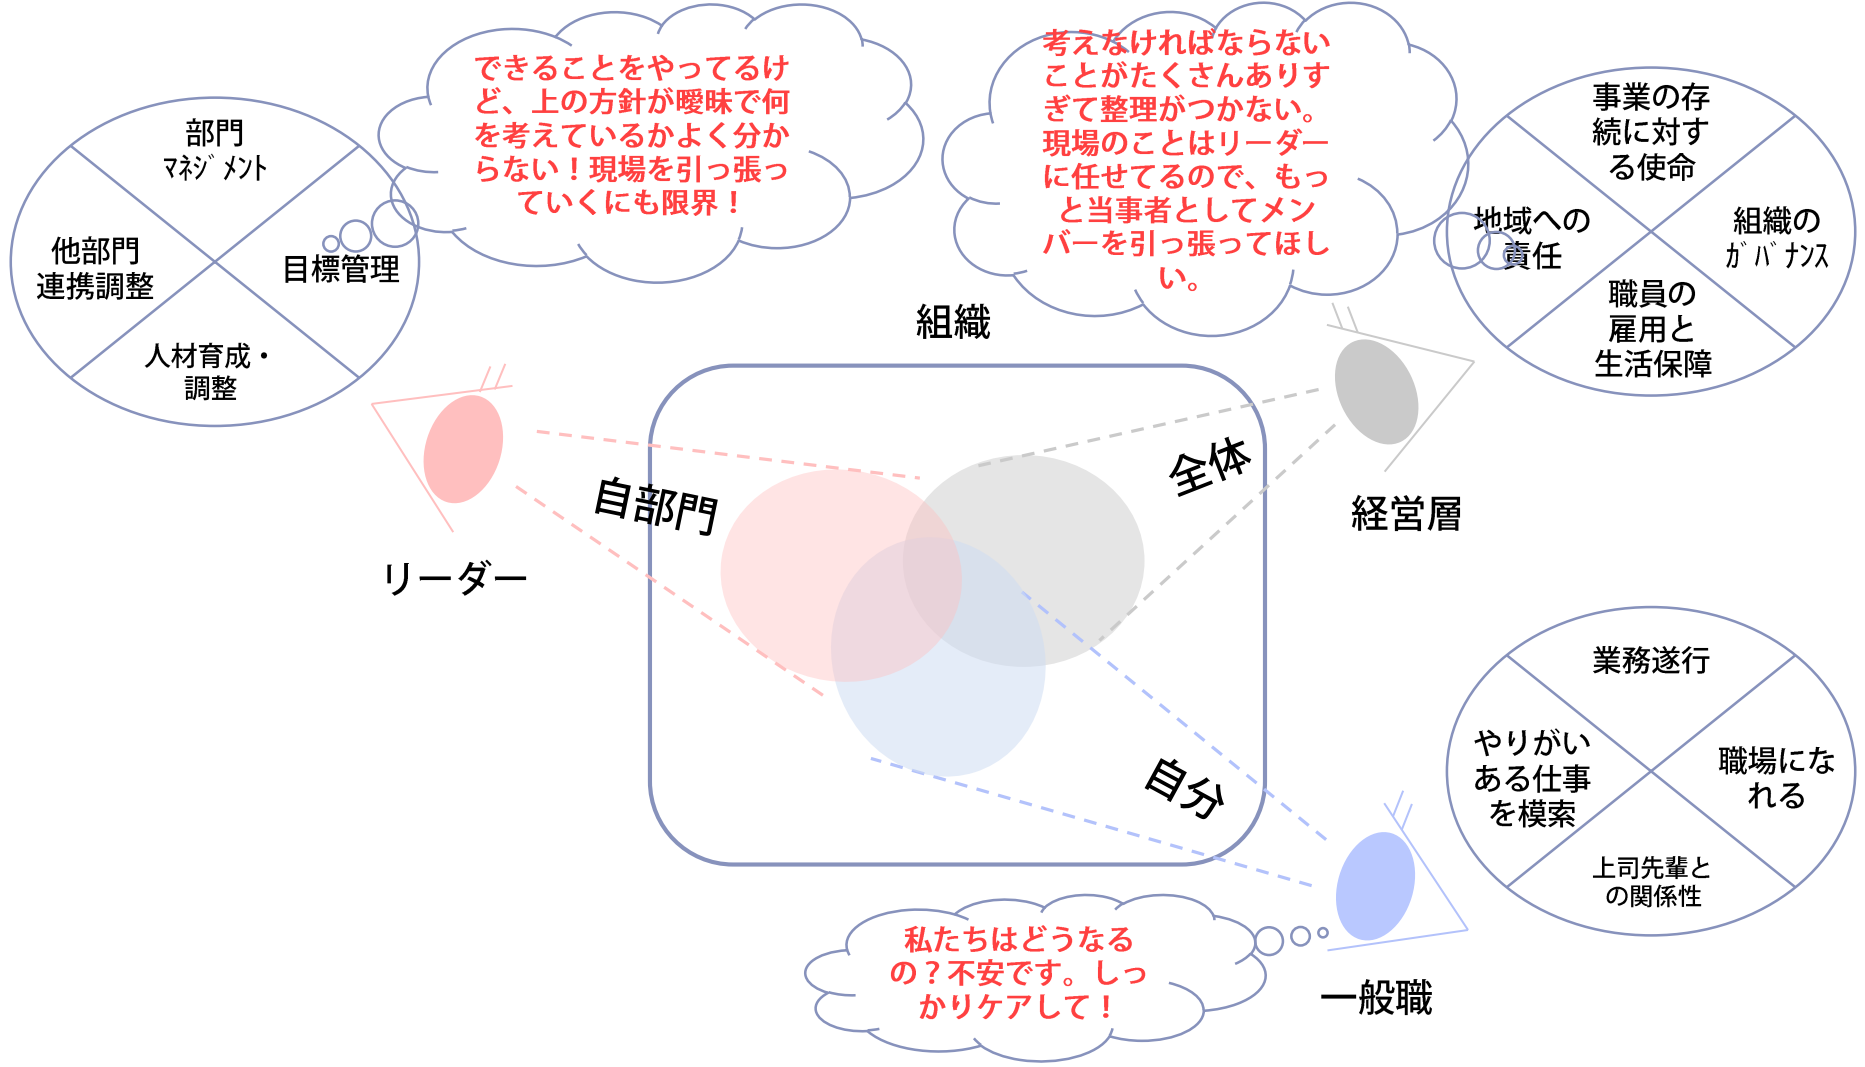 できることをやってるけ
ど、上の方針が曖昧で何
を考えているかよく分か
らない！現場を引っ張っ
ていくにも限界！
考えなければならない
ことがたくさんありす
ぎて整理がつかない。
現場のことはリーダー
に任せてるので、もっ
と当事者としてメン
バーを引っ張ってほし
い。
部門
ﾏﾈｼﾞﾒﾝﾄ
他部門
連携調整
目標管理
人材育成・
調整
事業の存
続に対す
る使命
地域への
責任
組織の
ｶﾞﾊﾞﾅﾝｽ
職員の
雇用と
生活保障
組織
自部門
全体
自分
リーダー
経営層
業務遂行
やりがい
ある仕事
を模索
職場にな
れる
上司先輩と
の関係性
私たちはどうなる
の？不安です。しっ
かりケアして！
一般職